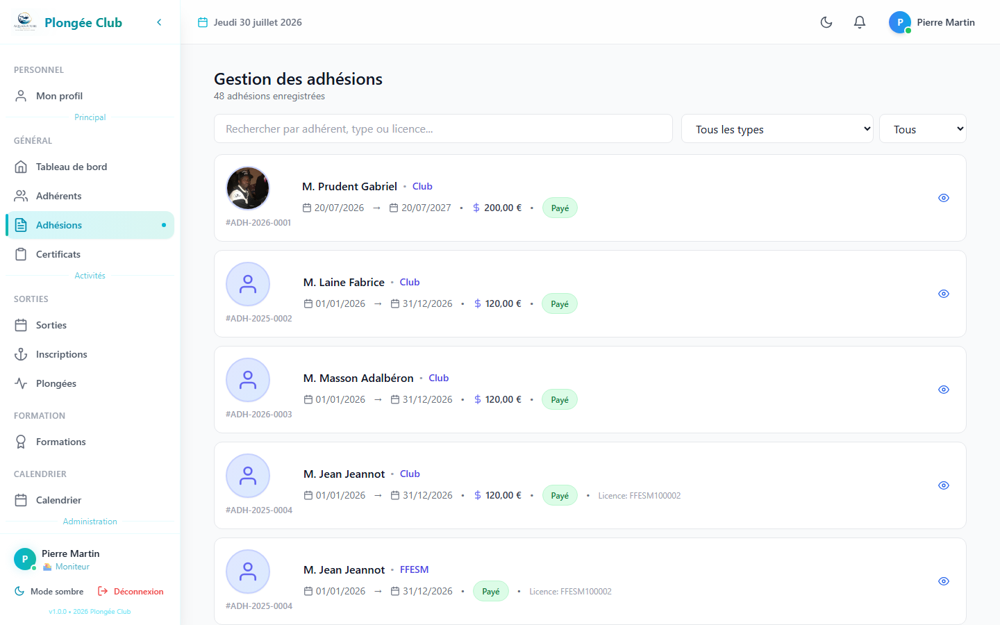 Plongée Club
Jeudi 30 juillet 2026
P
Pierre Martin
PERSONNEL
Mon profil
Principal
GÉNÉRAL
Tableau de bord
Adhérents
Adhésions
Certificats
Activités
SORTIES
Sorties
Inscriptions
Plongées
FORMATION
Formations
CALENDRIER
Calendrier
Administration
P
Pierre Martin
Moniteur
Mode sombre
Déconnexion
v1.0.0 • 2026 Plongée Club
Gestion des adhésions
48 adhésions enregistrées
Rechercher par adhérent, type ou licence...
Tous les types
Tous
M. Prudent Gabriel • Club
20/07/2026 → 20/07/2027 • $ 200,00 € • Payé
#ADH-2026-0001
M. Laine Fabrice • Club
01/01/2026 → 31/12/2026 • $ 120,00 € • Payé
#ADH-2025-0002
M. Masson Adalbéron • Club
01/01/2026 → 31/12/2026 • $ 120,00 € • Payé
#ADH-2026-0003
M. Jean Jeannot • Club
01/01/2026 → 31/12/2026 • $ 120,00 € • Payé • Licence: FFESM100002
#ADH-2025-0004
M. Jean Jeannot • FFESM
01/01/2026 → 31/12/2026 • Payé • Licence: FFESM100002
#ADH-2025-0004